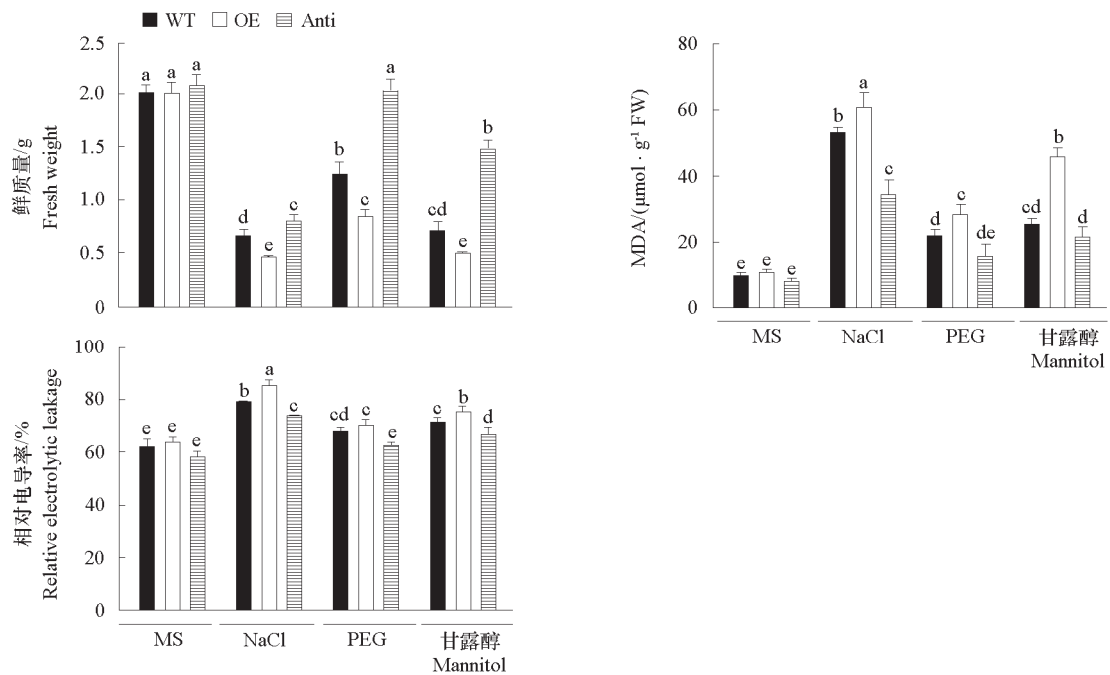 WT OE Anti
鲜质量/g
Fresh weight
2.5
2.0
1.5
1.0
0.5
0
a a a
d e c
b c a
cd e b
MDA/(μmol · g⁻¹ FW)
80
60
40
20
0
e e e
b a c
d c de
cd b d
MS NaCl PEG 甘露醇
Mannitol
相对电导率/%
Relative electrolytic leakage
100
80
60
40
20
0
e e e
b a c
cd c e
c b d
MS NaCl PEG 甘露醇
Mannitol